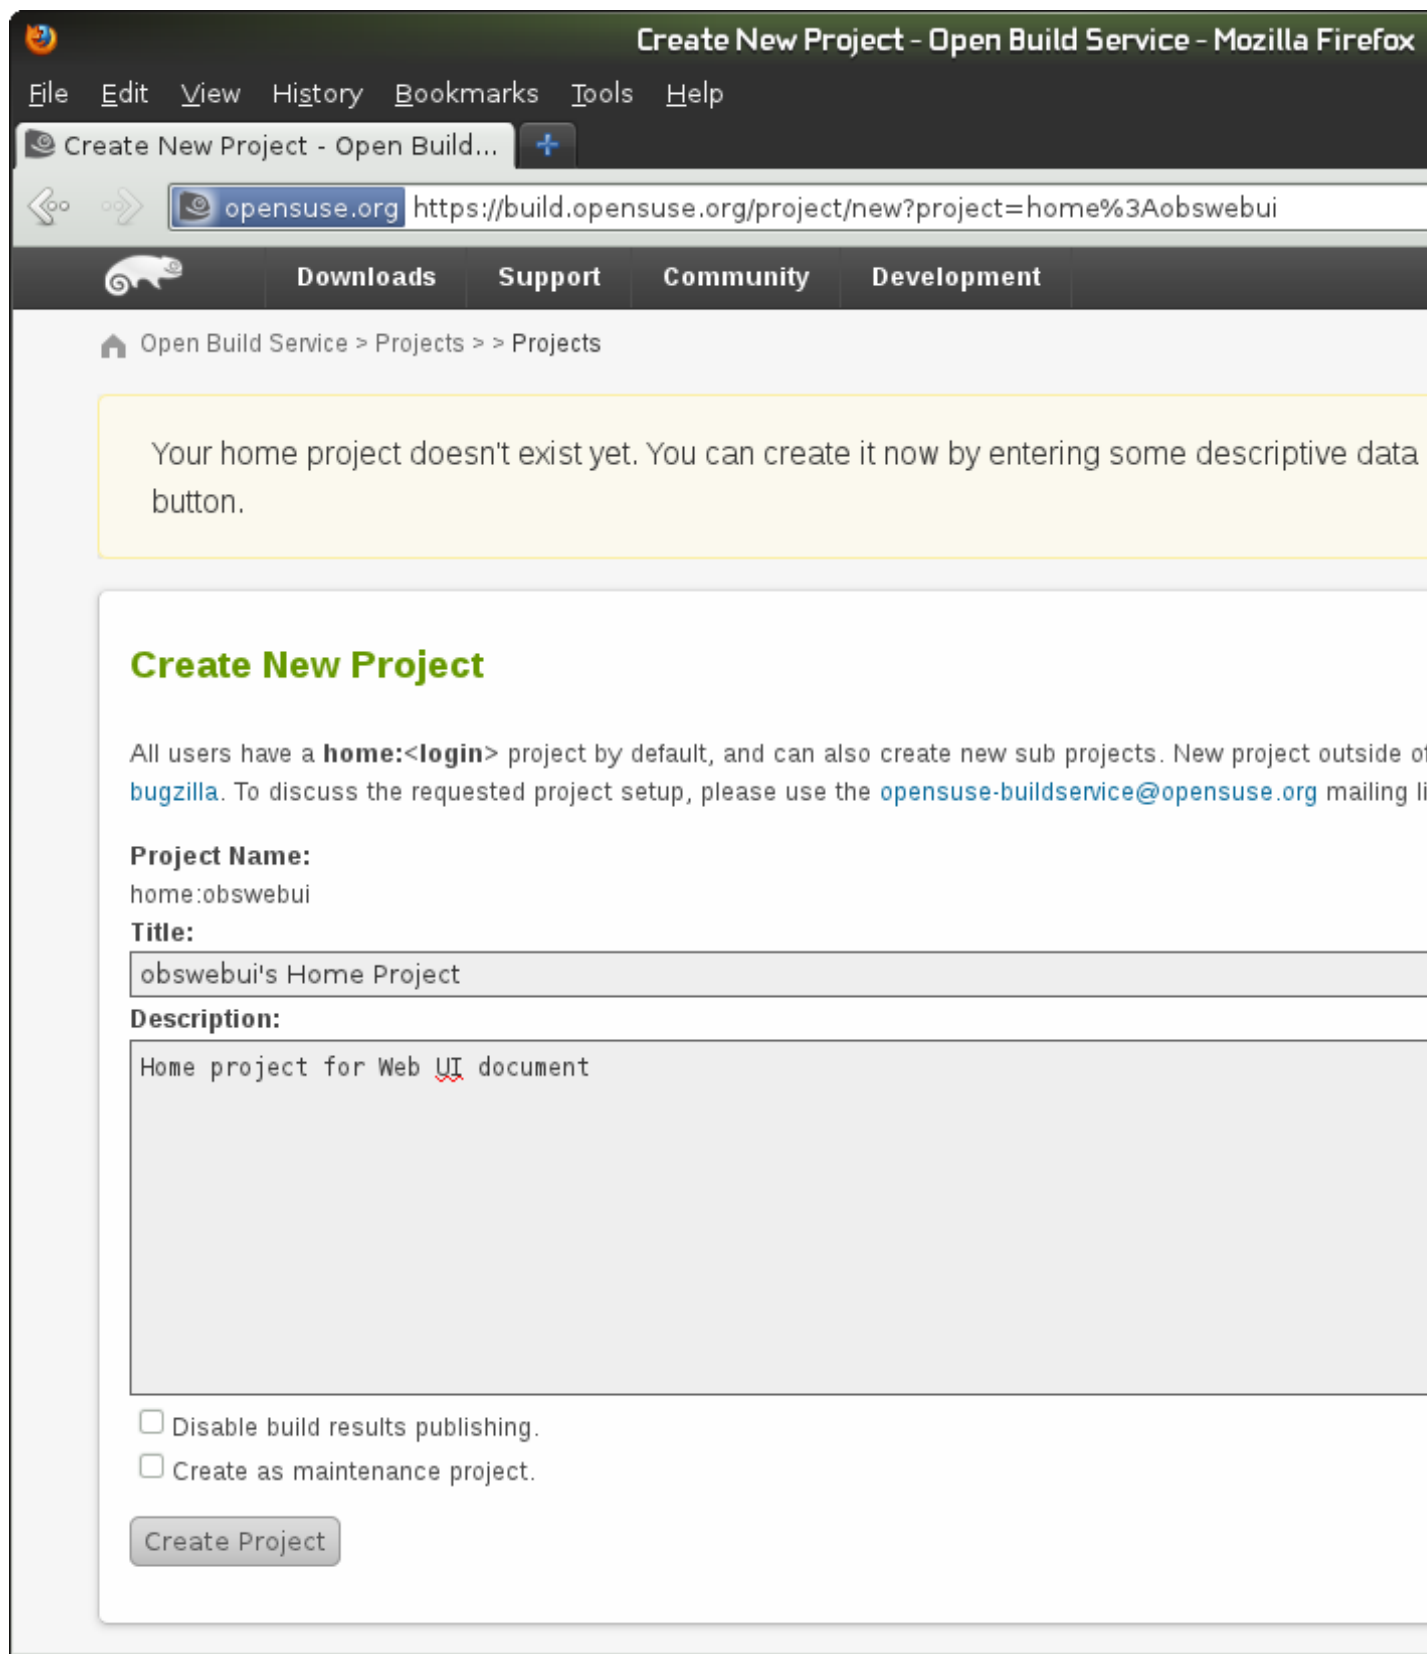 Create New Project - Open Build Service - Mozilla Firefox
File Edit View History Bookmarks Tools Help
Create New Project - Open Build...
opensuse.org https://build.opensuse.org/project/new?project=home%3Aobswebui
Downloads Support Community Development
Open Build Service > Projects > > Projects
Your home project doesn't exist yet. You can create it now by entering some descriptive data
button.
Create New Project
All users have a home:<login> project by default, and can also create new sub projects. New project outside of
bugzilla. To discuss the requested project setup, please use the opensuse-buildservice@opensuse.org mailing li
Project Name:
home:obswebui
Title:
obswebui's Home Project
Description:
Home project for Web UI document
Disable build results publishing.
Create as maintenance project.
Create Project